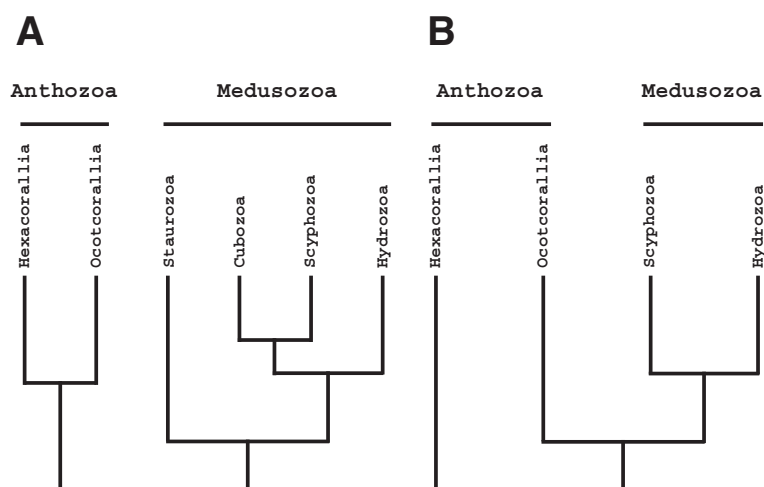 A
Anthozoa
Medusozoa
Hexacorallia
Ocotcorallia
Staurozoa
Cubozoa
Scyphozoa
Hydrozoa
B
Anthozoa
Medusozoa
Hexacorallia
Ocotcorallia
Scyphozoa
Hydrozoa